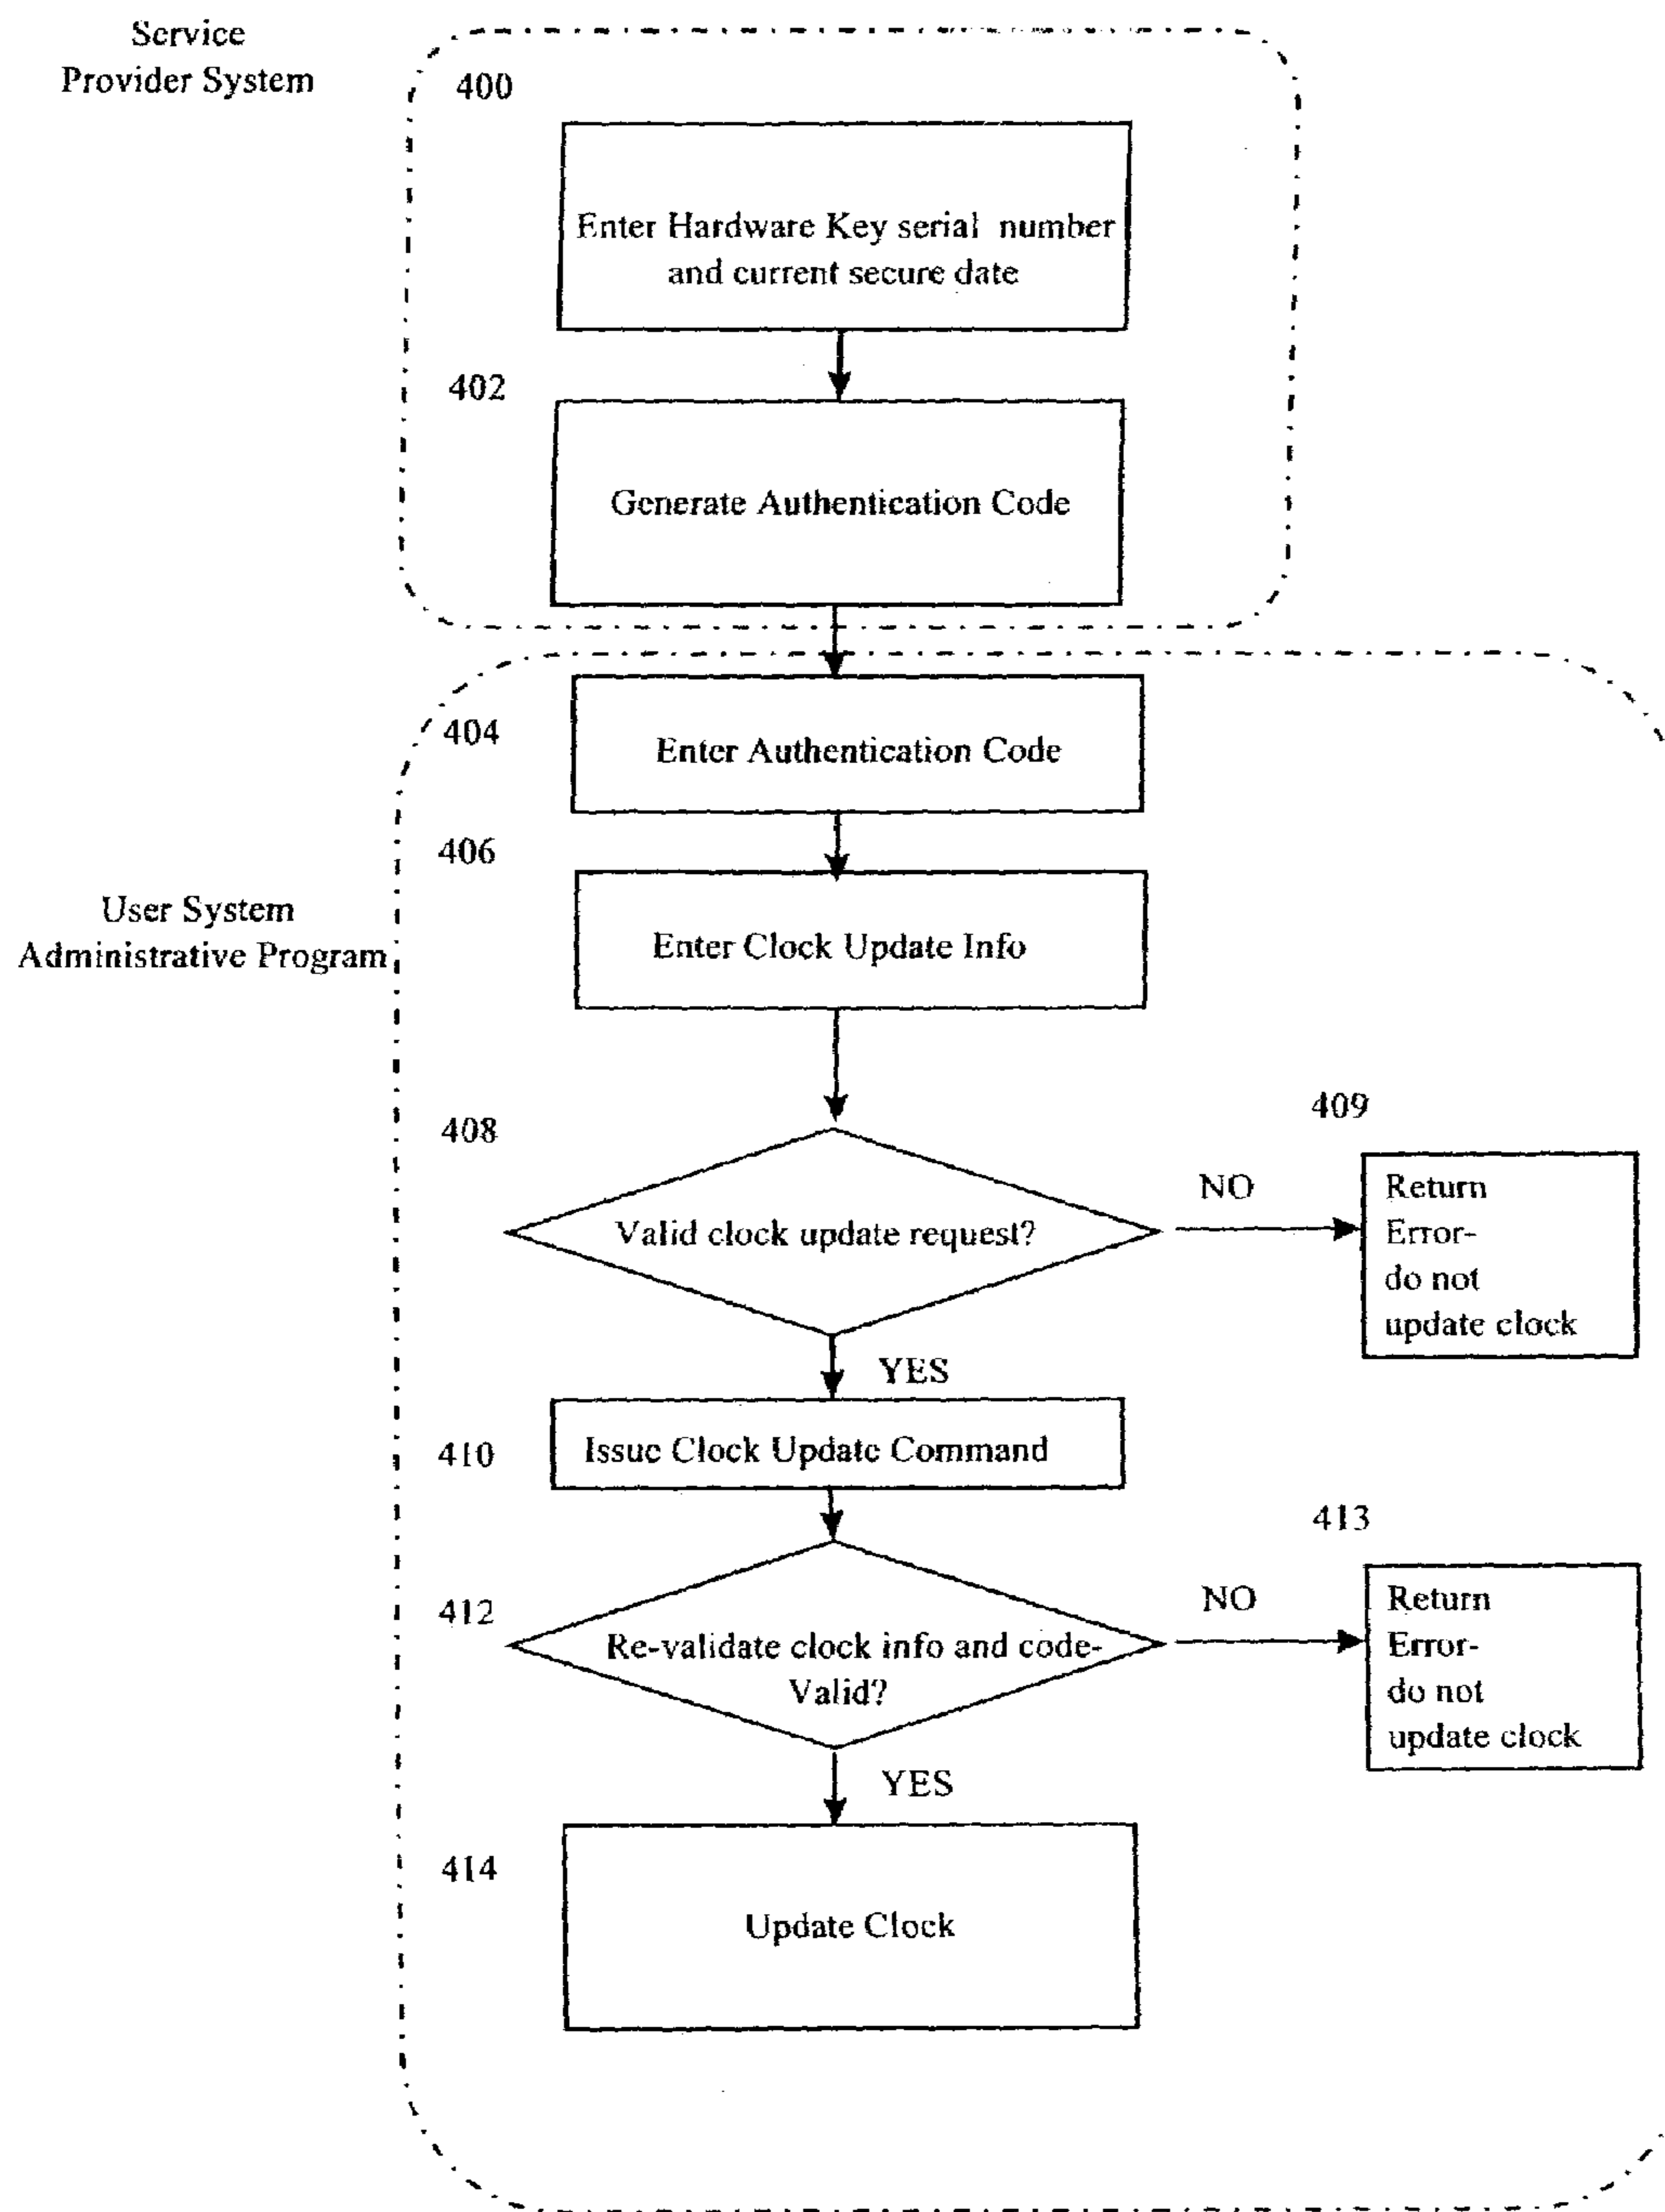 Service
Provider System
400
Enter Hardware Key serial number
and current secure date
402
Generate Authentication Code
404
Enter Authentication Code
406
User System
Administrative Program
Enter Clock Update Info
408
Valid clock update request?
NO
409
Return
Error-
do not
update clock
YES
410
Issue Clock Update Command
412
Re-validate clock info and code-
Valid?
NO
413
Return
Error-
do not
update clock
YES
414
Update Clock